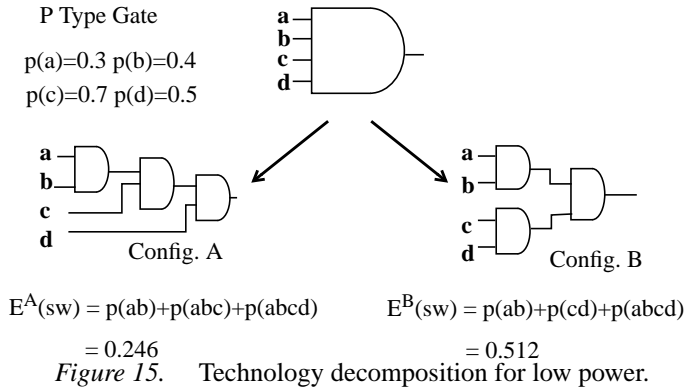 P Type Gate
p(a)=0.3 p(b)=0.4
p(c)=0.7 p(d)=0.5
a
b
c
d
a
b
c
d
Config. A
a
b
c
d
Config. B
E^A(sw) = p(ab)+p(abc)+p(abcd)
= 0.246
E^B(sw) = p(ab)+p(cd)+p(abcd)
= 0.512
Figure 15. Technology decomposition for low power.